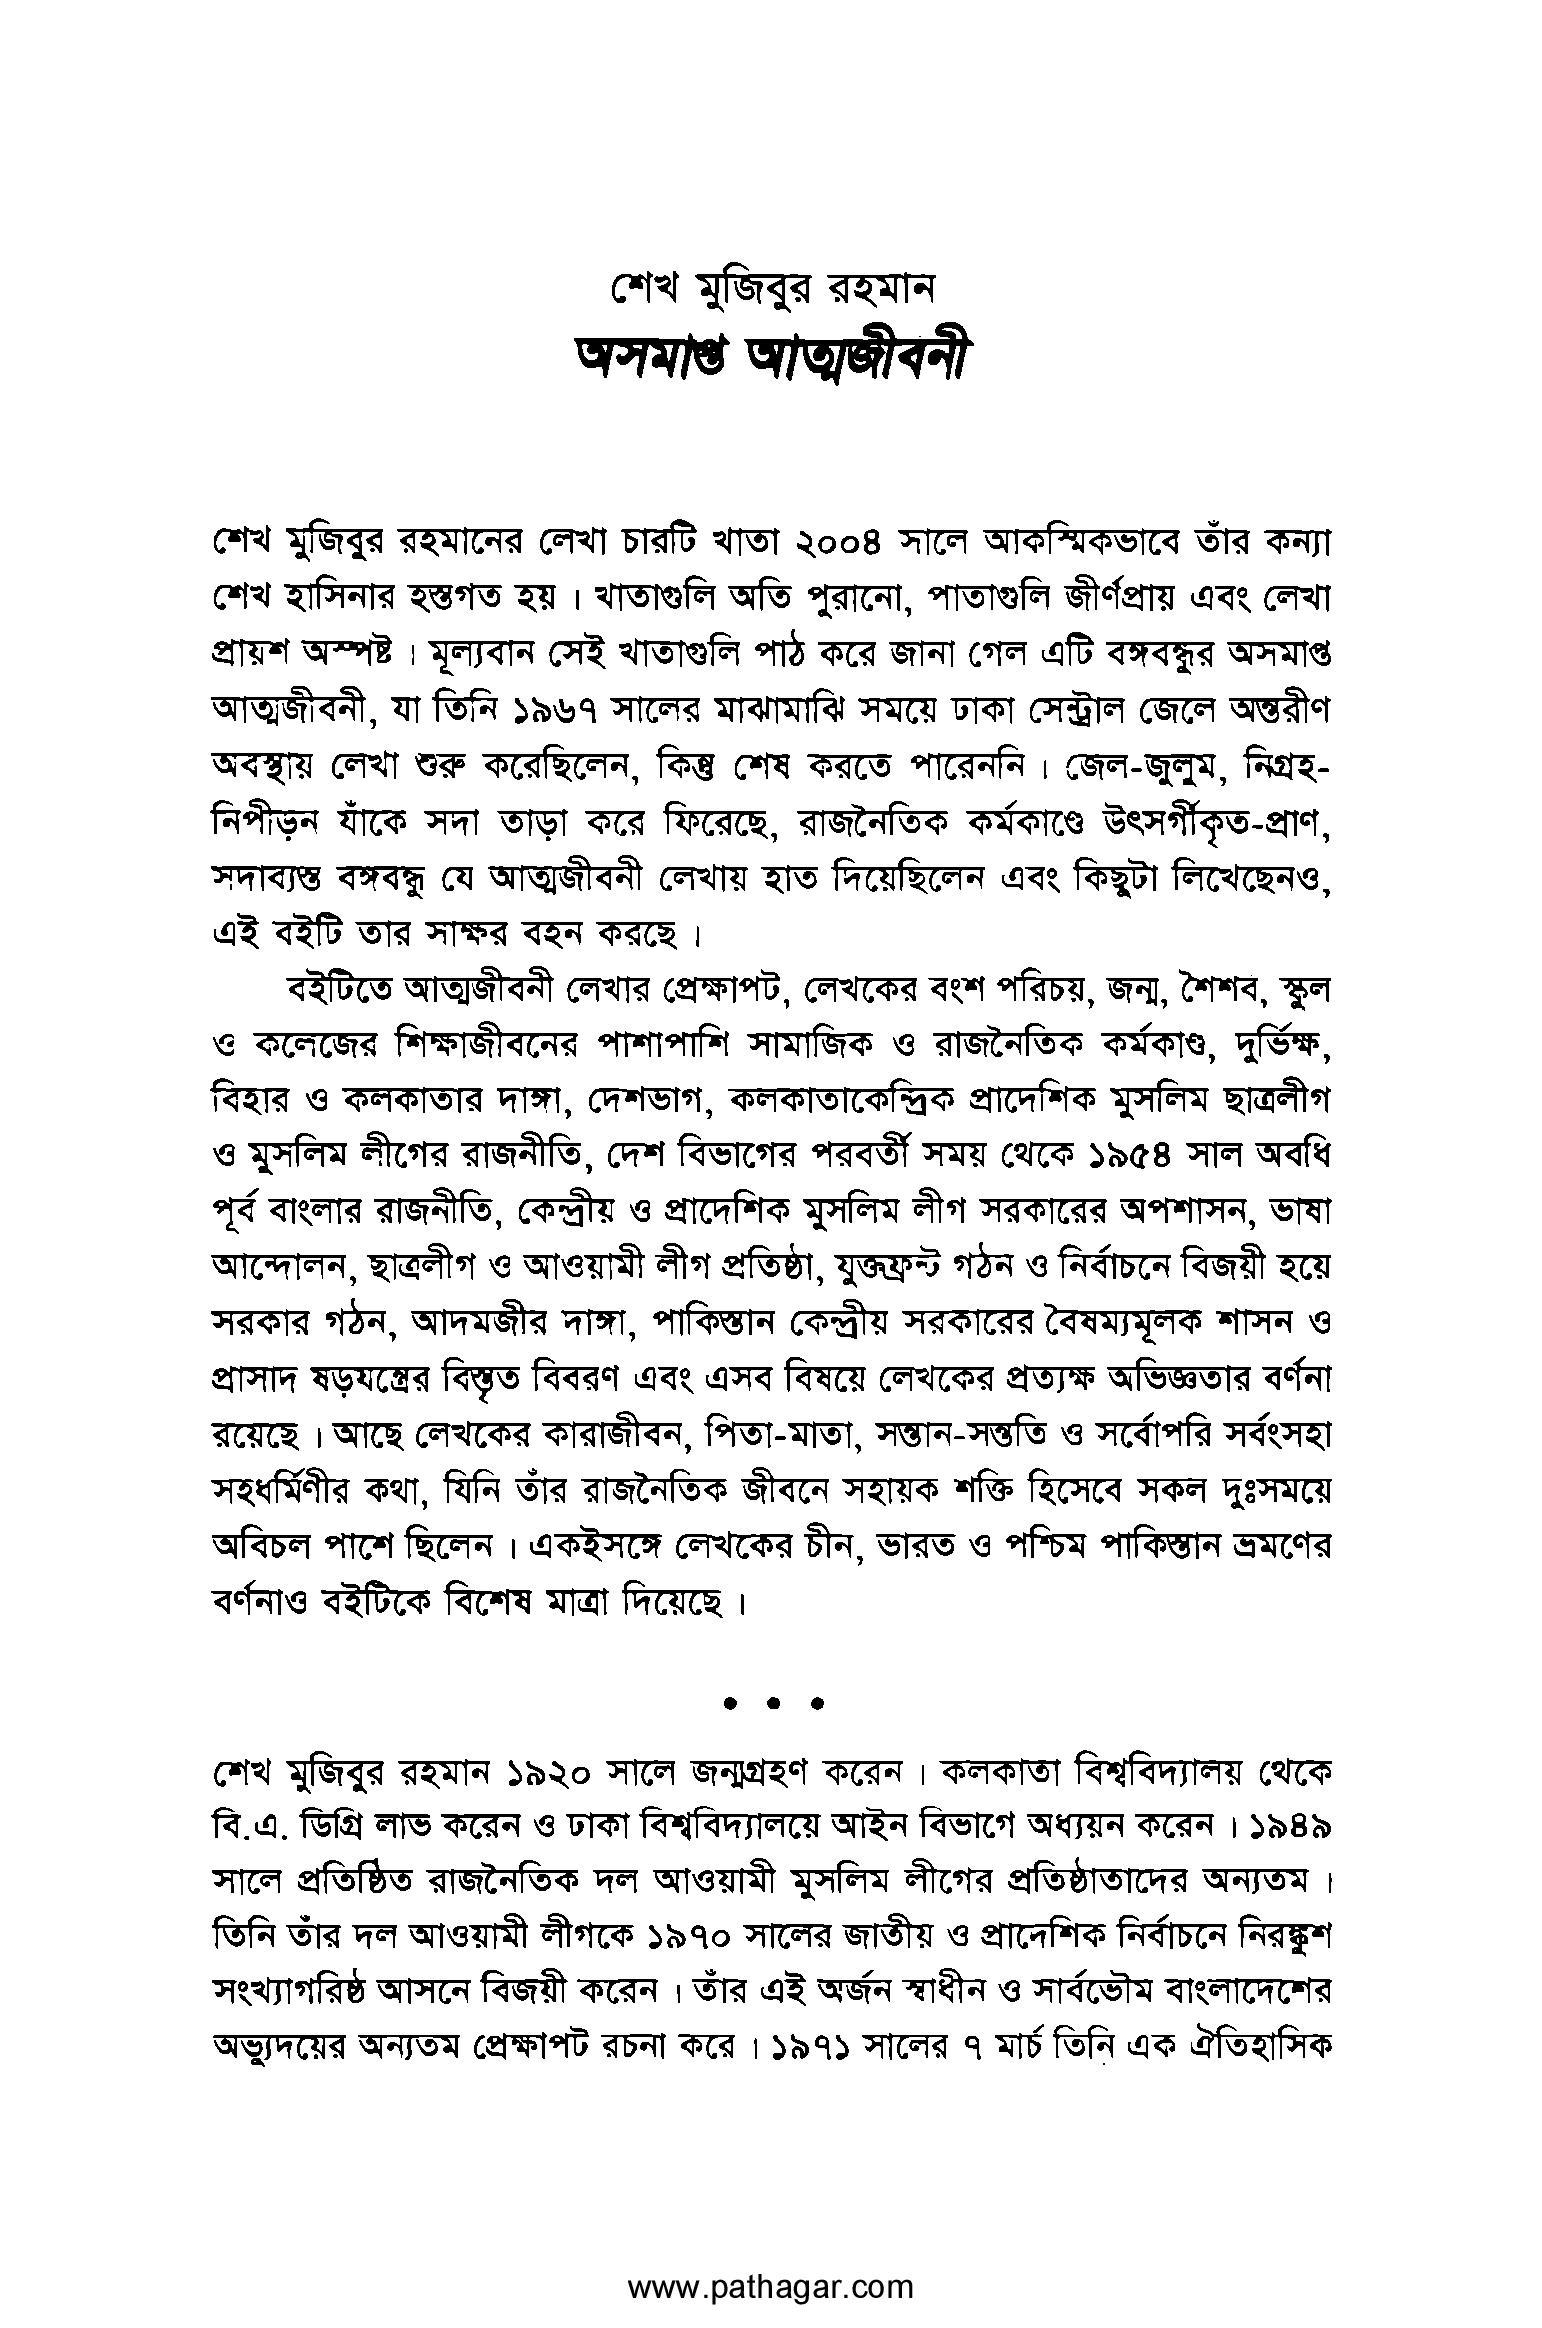 শেখ মুজিবুর রহমান
অসমাপ্ত আত্মজীবনী
শেখ মুজিবুর রহমানের লেখা চারটি খাতা ২০০৪ সালে আকস্মিকভাবে তাঁর কন্যা
শেখ হাসিনার হস্তগত হয়। খাতাগুলি অতি পুরানো, পাতাগুলি জীর্ণপ্রায় এবং লেখা
প্রায়শ অস্পষ্ট। মূল্যবান সেই খাতাগুলি পাঠ করে জানা গেল এটি বঙ্গবন্ধুর অসমাপ্ত
আত্মজীবনী, যা তিনি ১৯৬৭ সালের মাঝামাঝি সময়ে ঢাকা সেন্ট্রাল জেলে অন্তরীণ
অবস্থায় লেখা শুরু করেছিলেন, কিন্তু শেষ করতে পারেননি। জেল-জুলুম, নিগ্রহ-
নিপীড়ন যাঁকে সদা তাড়া করে ফিরেছে, রাজনৈতিক কর্মকাণ্ডে উৎসর্গীকৃত-প্রাণ,
সদাব্যস্ত বঙ্গবন্ধু যে আত্মজীবনী লেখায় হাত দিয়েছিলেন এবং কিছুটা লিখেছেনও,
এই বইটি তার সাক্ষর বহন করছে।
বইটিতে আত্মজীবনী লেখার প্রেক্ষাপট, লেখকের বংশ পরিচয়, জন্ম, শৈশব, স্কুল
ও কলেজের শিক্ষাজীবনের পাশাপাশি সামাজিক ও রাজনৈতিক কর্মকাণ্ড, দুর্ভিক্ষ,
বিহার ও কলকাতার দাঙ্গা, দেশভাগ, কলকাতাকেন্দ্রিক প্রাদেশিক মুসলিম ছাত্রলীগ
ও মুসলিম লীগের রাজনীতি, দেশ বিভাগের পরবর্তী সময় থেকে ১৯৫৪ সাল অবধি
পূর্ব বাংলার রাজনীতি, কেন্দ্রীয় ও প্রাদেশিক মুসলিম লীগ সরকারের অপশাসন, ভাষা
আন্দোলন, ছাত্রলীগ ও আওয়ামী লীগ প্রতিষ্ঠা, যুক্তফ্রন্ট গঠন ও নির্বাচনে বিজয়ী হয়ে
সরকার গঠন, আদমজীর দাঙ্গা, পাকিস্তান কেন্দ্রীয় সরকারের বৈষম্যমূলক শাসন ও
প্রাসাদ ষড়যন্ত্রের বিস্তৃত বিবরণ এবং এসব বিষয়ে লেখকের প্রত্যক্ষ অভিজ্ঞতার বর্ণনা
রয়েছে। আছে লেখকের কারাজীবন, পিতা-মাতা, সন্তান-সন্ততি ও সর্বোপরি সর্বংসহা
সহধর্মিণীর কথা, যিনি তাঁর রাজনৈতিক জীবনে সহায়ক শক্তি হিসেবে সকল দুঃসময়ে
অবিচল পাশে ছিলেন। একইসঙ্গে লেখকের চীন, ভারত ও পশ্চিম পাকিস্তান ভ্রমণের
বর্ণনাও বইটিকে বিশেষ মাত্রা দিয়েছে।
• • •
শেখ মুজিবুর রহমান ১৯২০ সালে জন্মগ্রহণ করেন। কলকাতা বিশ্ববিদ্যালয় থেকে
বি.এ. ডিগ্রি লাভ করেন ও ঢাকা বিশ্ববিদ্যালয়ে আইন বিভাগে অধ্যয়ন করেন। ১৯৪৯
সালে প্রতিষ্ঠিত রাজনৈতিক দল আওয়ামী মুসলিম লীগের প্রতিষ্ঠাতাদের অন্যতম।
তিনি তাঁর দল আওয়ামী লীগকে ১৯৭০ সালের জাতীয় ও প্রাদেশিক নির্বাচনে নিরঙ্কুশ
সংখ্যাগরিষ্ঠ আসনে বিজয়ী করেন। তাঁর এই অর্জন স্বাধীন ও সার্বভৌম বাংলাদেশের
অভ্যুদয়ের অন্যতম প্রেক্ষাপট রচনা করে। ১৯৭১ সালের ৭ মার্চ তিনি এক ঐতিহাসিক
www.pathagar.com